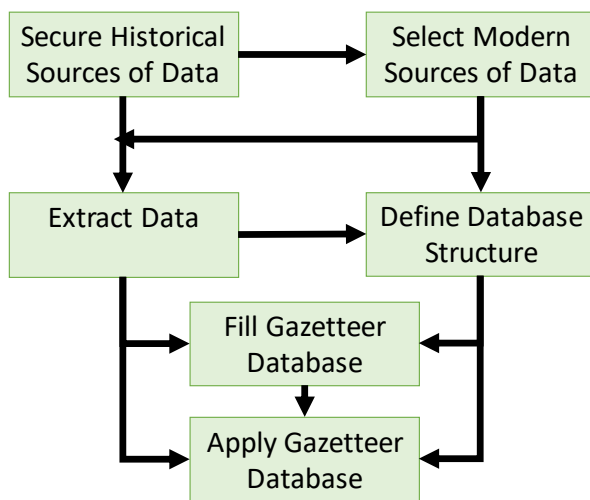 Secure Historical
Sources of Data
Select Modern
Sources of Data
Extract Data
Define Database
Structure
Fill Gazetteer
Database
Apply Gazetteer
Database